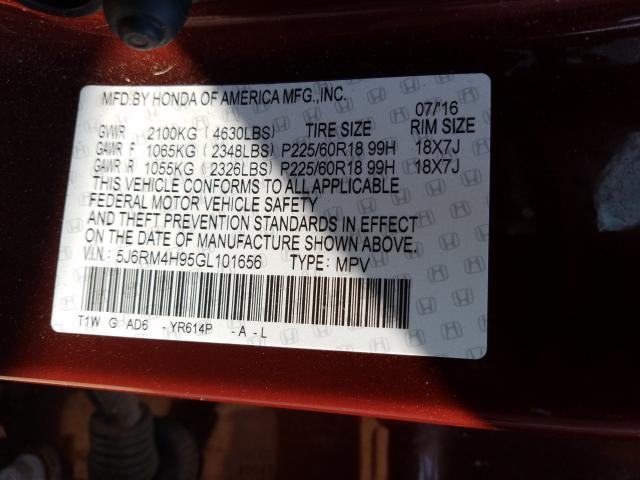 MFD.BY HONDA OF AMERICA MFG.,INC. 07/'16
GVWR 2100KG (4630LBS) TIRE SIZE RIM SIZE
GAWR F 1065KG (2348LBS) P225/60R18 99H 18X7J
GAWR R 1055KG (2326LBS) P225/60R18 99H 18X7J
THIS VEHICLE CONFORMS TO ALL APPLICABLE
FEDERAL MOTOR VEHICLE SAFETY
AND THEFT PREVENTION STANDARDS IN EFFECT
ON THE DATE OF MANUFACTURE SHOWN ABOVE.
V.I.N.: 5J6RM4H95GL101656 TYPE: MPV
T1W G AD6 - YR614P - A - L